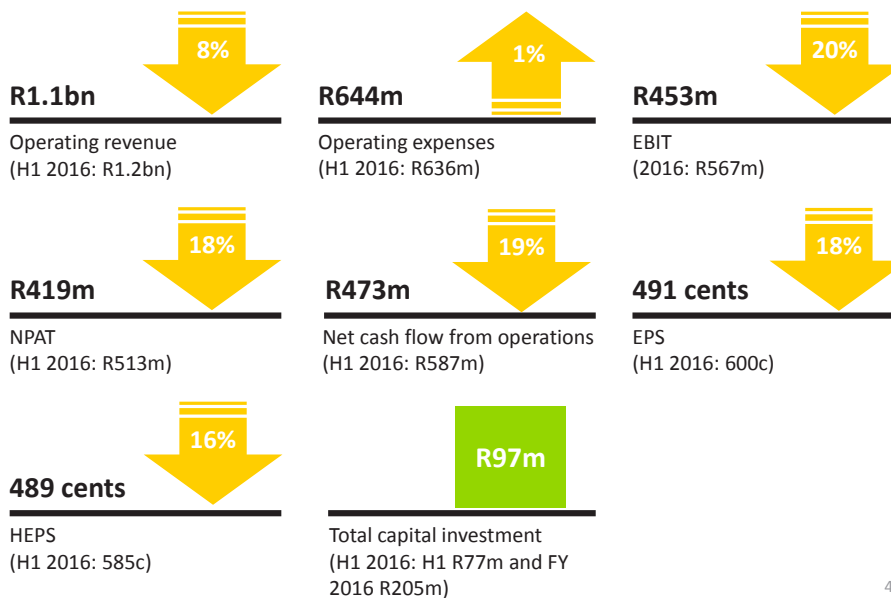 8%
R1.1bn
Operating revenue
(H1 2016: R1.2bn)
1%
R644m
Operating expenses
(H1 2016: R636m)
20%
R453m
EBIT
(2016: R567m)
18%
R419m
NPAT
(H1 2016: R513m)
19%
R473m
Net cash flow from operations
(H1 2016: R587m)
18%
491 cents
EPS
(H1 2016: 600c)
16%
489 cents
HEPS
(H1 2016: 585c)
R97m
Total capital investment
(H1 2016: H1 R77m and FY
2016 R205m)
4